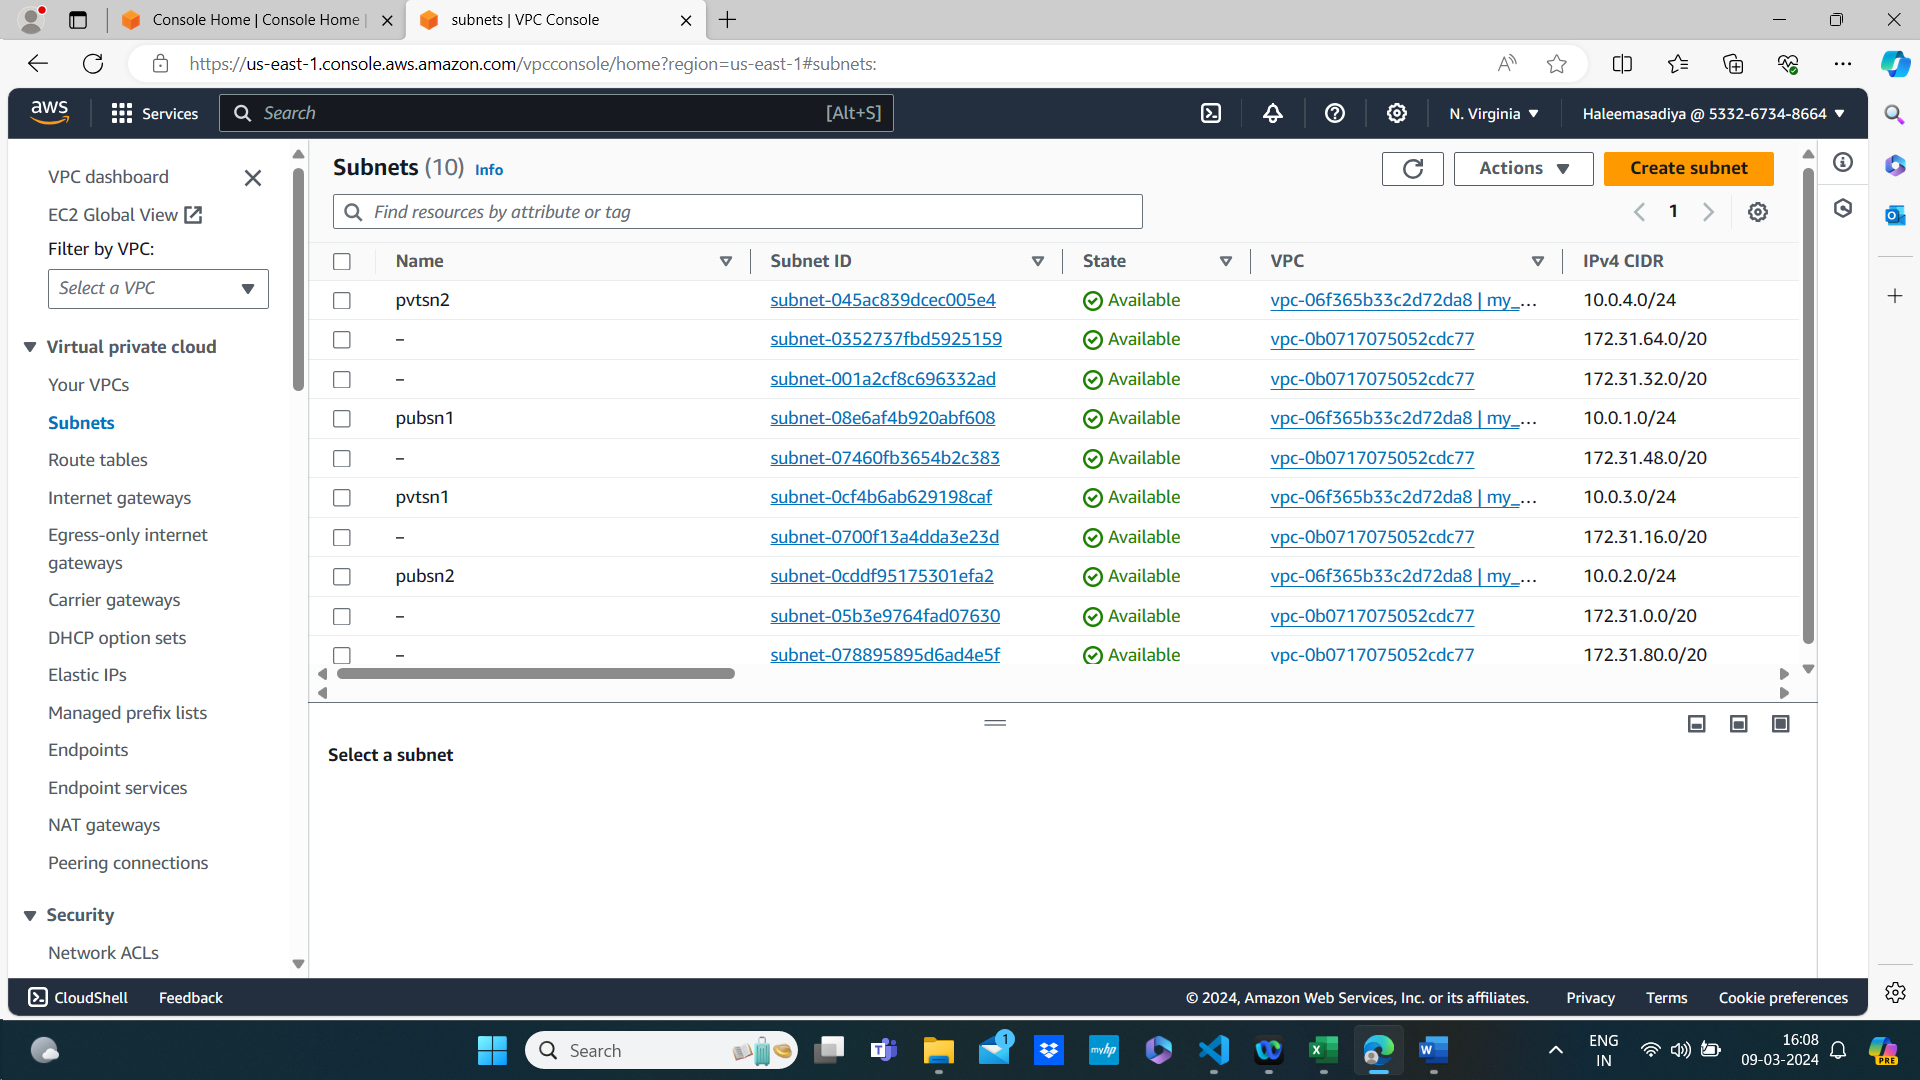 Console Home | Console Home |
subnets | VPC Console
https://us-east-1.console.aws.amazon.com/vpcconsole/home?region=us-east-1#subnets:
aws
Services
Search
[Alt+S]
N. Virginia
Haleemasadiya @ 5332-6734-8664
VPC dashboard
EC2 Global View
Filter by VPC:
Select a VPC
Virtual private cloud
Your VPCs
Subnets
Route tables
Internet gateways
Egress-only internet
gateways
Carrier gateways
DHCP option sets
Elastic IPs
Managed prefix lists
Endpoints
Endpoint services
NAT gateways
Peering connections
Security
Network ACLs
Subnets (10) Info
Actions
Create subnet
Find resources by attribute or tag
1
Name Subnet ID State VPC IPv4 CIDR
pvtsn2 subnet-045ac839dcec005e4 Available vpc-06f365b33c2d72da8 | my_... 10.0.4.0/24
– subnet-0352737fbd5925159 Available vpc-0b0717075052cdc77 172.31.64.0/20
– subnet-001a2cf8c696332ad Available vpc-0b0717075052cdc77 172.31.32.0/20
pubsn1 subnet-08e6af4b920abf608 Available vpc-06f365b33c2d72da8 | my_... 10.0.1.0/24
– subnet-07460fb3654b2c383 Available vpc-0b0717075052cdc77 172.31.48.0/20
pvtsn1 subnet-0cf4b6ab629198caf Available vpc-06f365b33c2d72da8 | my_... 10.0.3.0/24
– subnet-0700f13a4dda3e23d Available vpc-0b0717075052cdc77 172.31.16.0/20
pubsn2 subnet-0cddf95175301efa2 Available vpc-06f365b33c2d72da8 | my_... 10.0.2.0/24
– subnet-05b3e9764fad07630 Available vpc-0b0717075052cdc77 172.31.0.0/20
– subnet-078895895d6ad4e5f Available vpc-0b0717075052cdc77 172.31.80.0/20
Select a subnet
CloudShell Feedback
© 2024, Amazon Web Services, Inc. or its affiliates. Privacy Terms Cookie preferences
Search
1
myhp
ENG
IN
16:08
09-03-2024
PRE